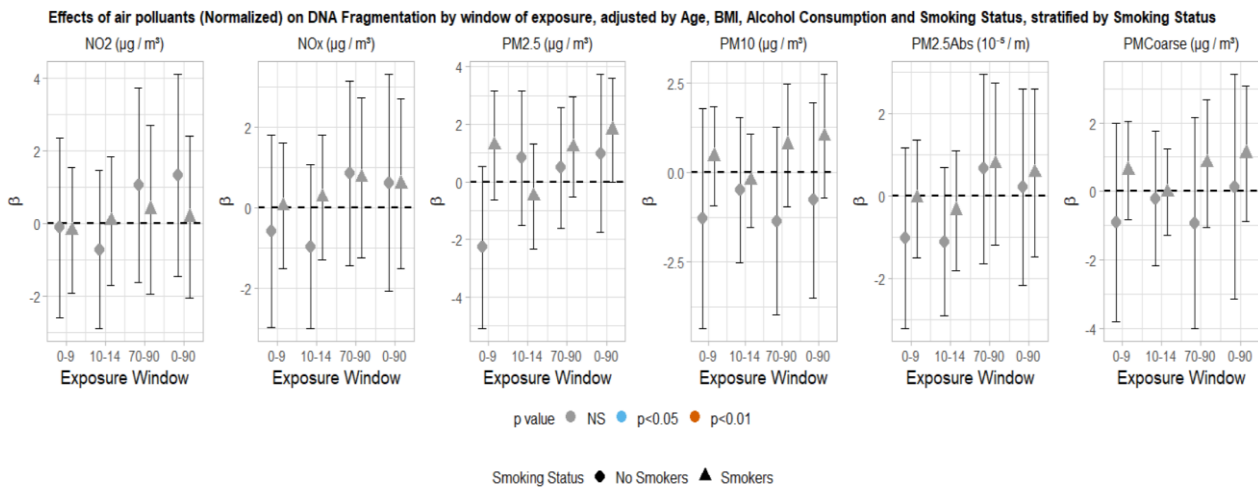 Effects of air polluants (Normalized) on DNA Fragmentation by window of exposure, adjusted by Age, BMI, Alcohol Consumption and Smoking Status, stratified by Smoking Status
NO2 (µg / m³)
4
2
0
-2
β
0-9 10-14 70-90 0-90
Exposure Window
NOx (µg / m³)
2
0
-2
β
0-9 10-14 70-90 0-90
Exposure Window
PM2.5 (µg / m³)
4
2
0
-2
-4
β
0-9 10-14 70-90 0-90
Exposure Window
PM10 (µg / m³)
2.5
0.0
-2.5
β
0-9 10-14 70-90 0-90
Exposure Window
PM2.5Abs (10⁻⁵ / m)
2
0
-2
β
0-9 10-14 70-90 0-90
Exposure Window
PMCoarse (µg / m³)
2
0
-2
-4
β
0-9 10-14 70-90 0-90
Exposure Window
p value NS p<0.05 p<0.01
Smoking Status No Smokers Smokers